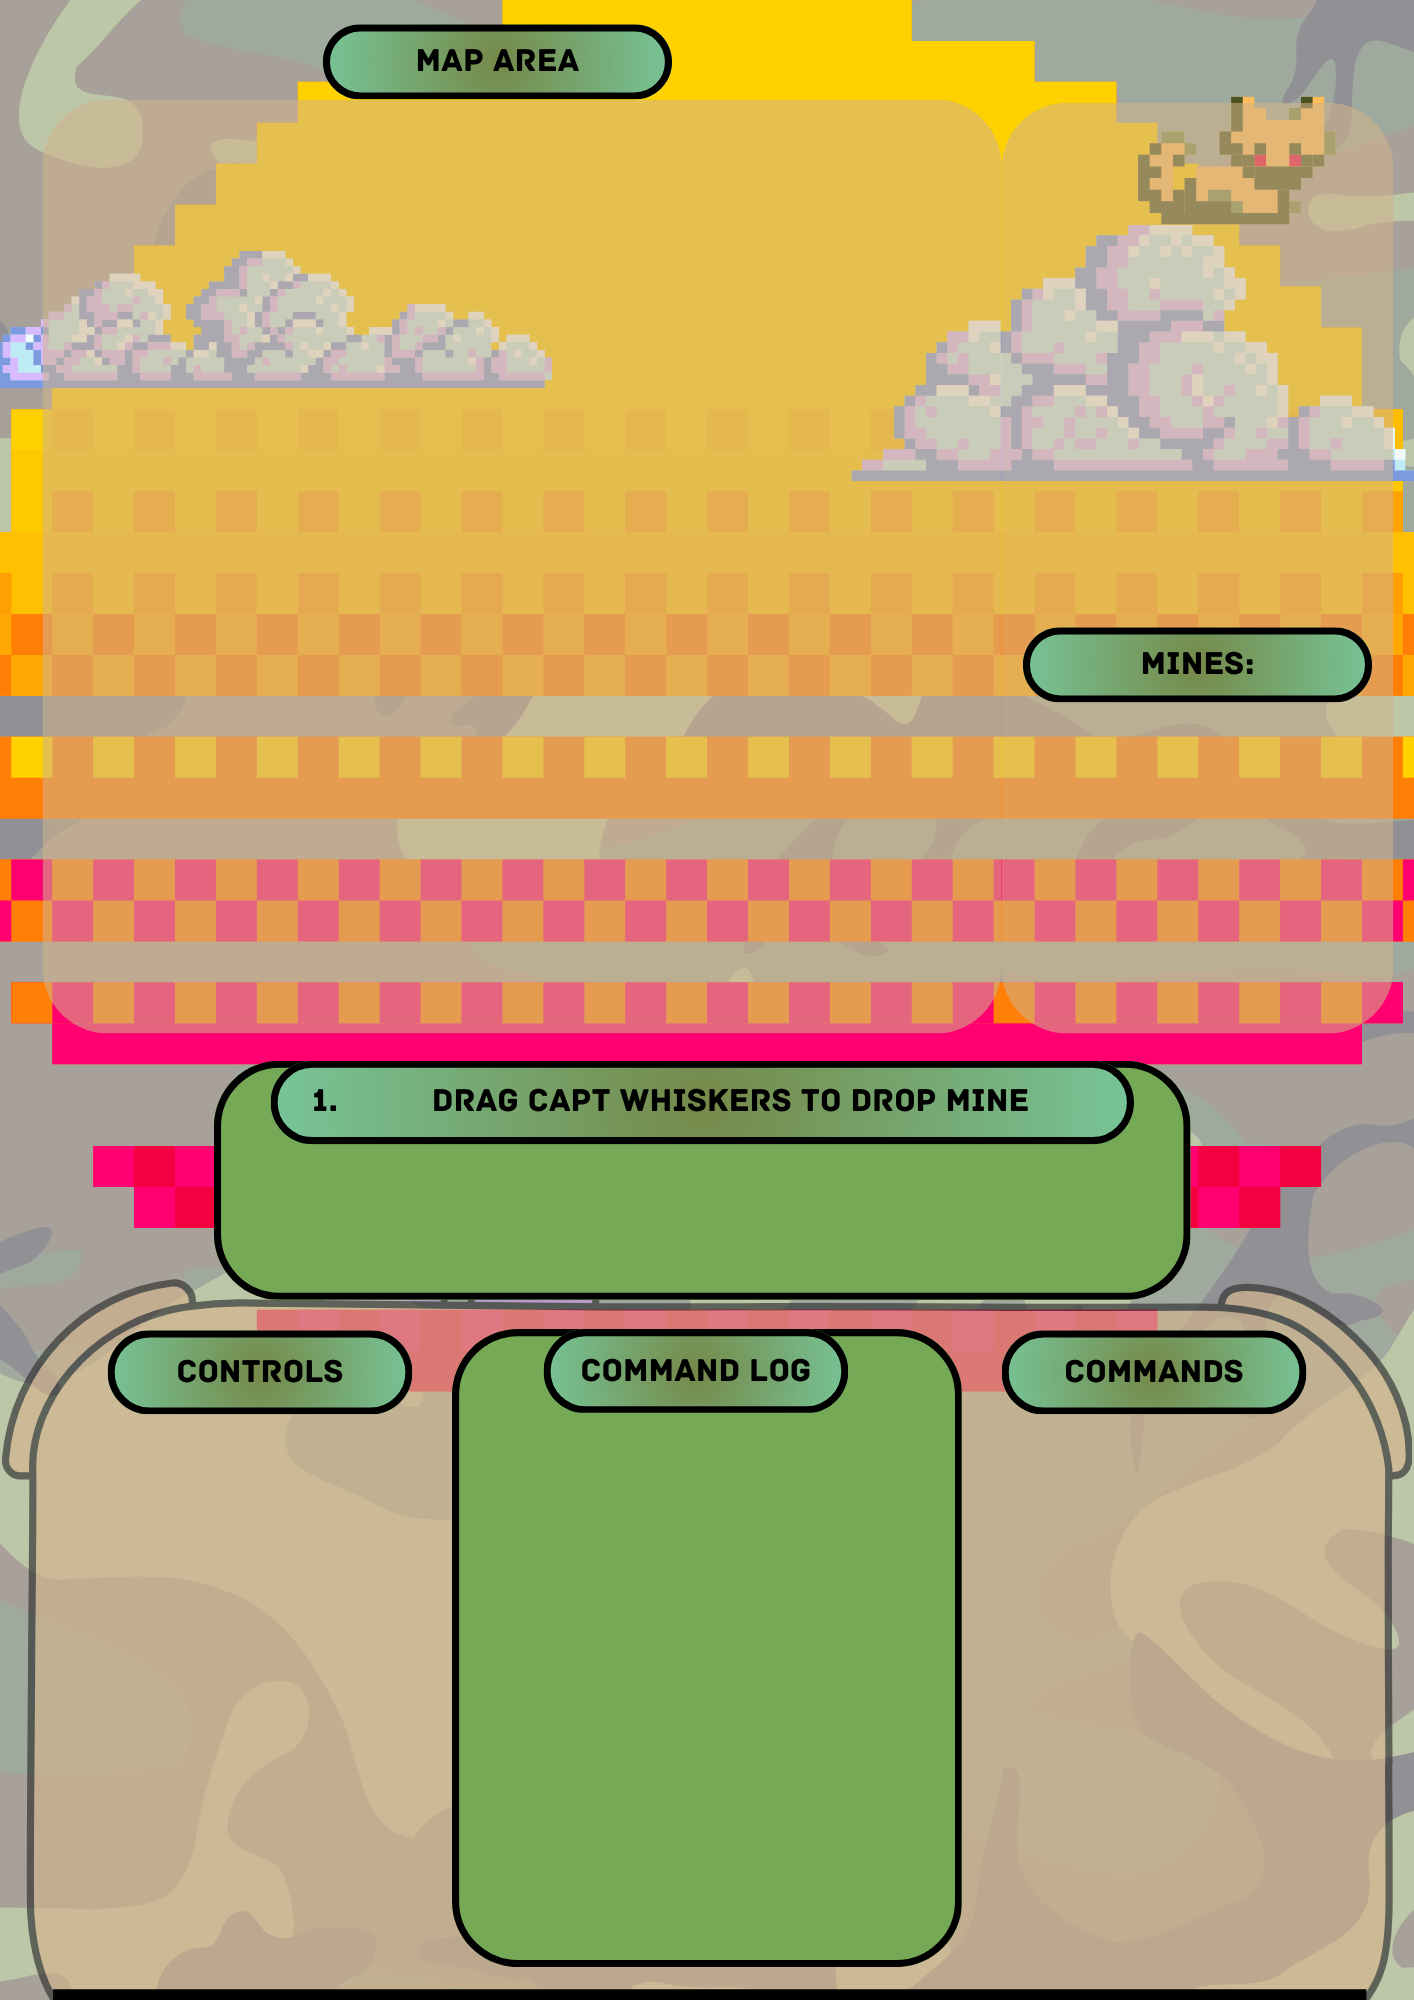 MAP AREA
MINES:
1. DRAG CAPT WHISKERS TO DROP MINE
CONTROLS
COMMAND LOG
COMMANDS